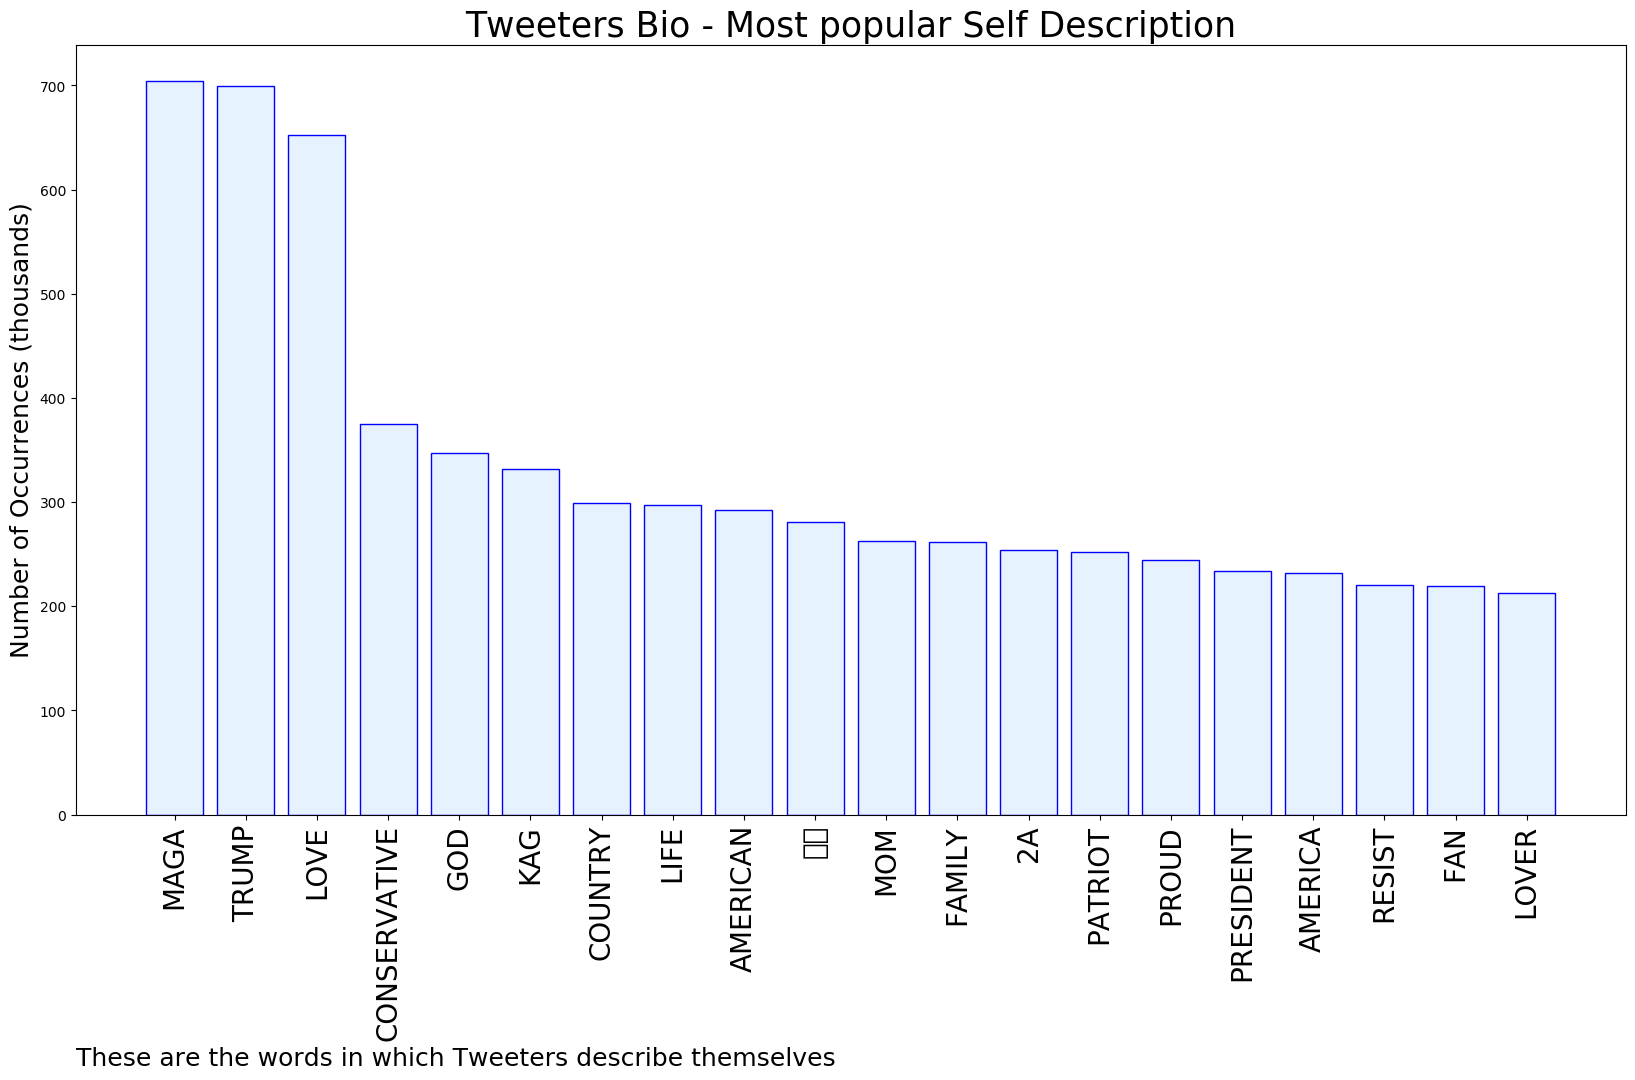 Tweeters Bio - Most popular Self Description
Number of Occurrences (thousands)
700
600
500
400
300
200
100
0
MAGA
TRUMP
LOVE
CONSERVATIVE
GOD
KAG
COUNTRY
LIFE
AMERICAN
MOM
FAMILY
2A
PATRIOT
PROUD
PRESIDENT
AMERICA
RESIST
FAN
LOVER
These are the words in which Tweeters describe themselves